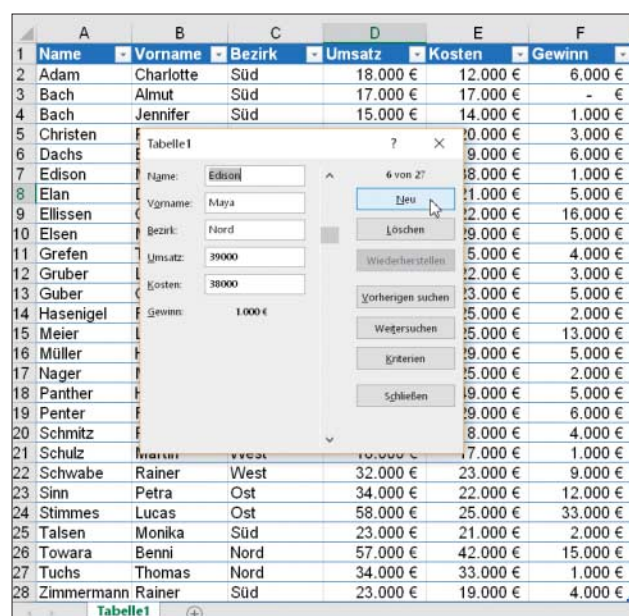 A B C D E F
1 Name Vorname Bezirk Umsatz Kosten Gewinn
2 Adam Charlotte Süd 18.000 € 12.000 € 6.000 €
3 Bach Almut Süd 17.000 € 17.000 € - €
4 Bach Jennifer Süd 15.000 € 14.000 € 1.000 €
5 Christen 20.000 € 3.000 €
6 Dachs 9.000 € 6.000 €
7 Edison 38.000 € 1.000 €
8 Elan 21.000 € 5.000 €
9 Ellissen 22.000 € 16.000 €
10 Elsen 29.000 € 5.000 €
11 Grefen 5.000 € 4.000 €
12 Gruber 22.000 € 3.000 €
13 Guber 23.000 € 5.000 €
14 Hasenigel 25.000 € 2.000 €
15 Meier 25.000 € 13.000 €
16 Müller 29.000 € 5.000 €
17 Nager 25.000 € 2.000 €
18 Panther 49.000 € 5.000 €
19 Penter 29.000 € 6.000 €
20 Schmitz 8.000 € 4.000 €
21 Schulz Martin West 17.000 € 1.000 €
22 Schwabe Rainer West 32.000 € 23.000 € 9.000 €
23 Sinn Petra Ost 34.000 € 22.000 € 12.000 €
24 Stimmes Lucas Ost 58.000 € 25.000 € 33.000 €
25 Talsen Monika Süd 23.000 € 21.000 € 2.000 €
26 Towara Benni Nord 57.000 € 42.000 € 15.000 €
27 Tuchs Thomas Nord 34.000 € 33.000 € 1.000 €
28 Zimmermann Rainer Süd 23.000 € 19.000 € 4.000 €
Tabelle1
Tabelle1 ?
Name: Edison 6 von 27
Vorname: Maya Neu
Bezirk: Nord Löschen
Umsatz: 39000 Wiederherstellen
Kosten: 38000 Vorherigen suchen
Gewinn: 1.000 €
Weitersuchen
Kriterien
Schließen